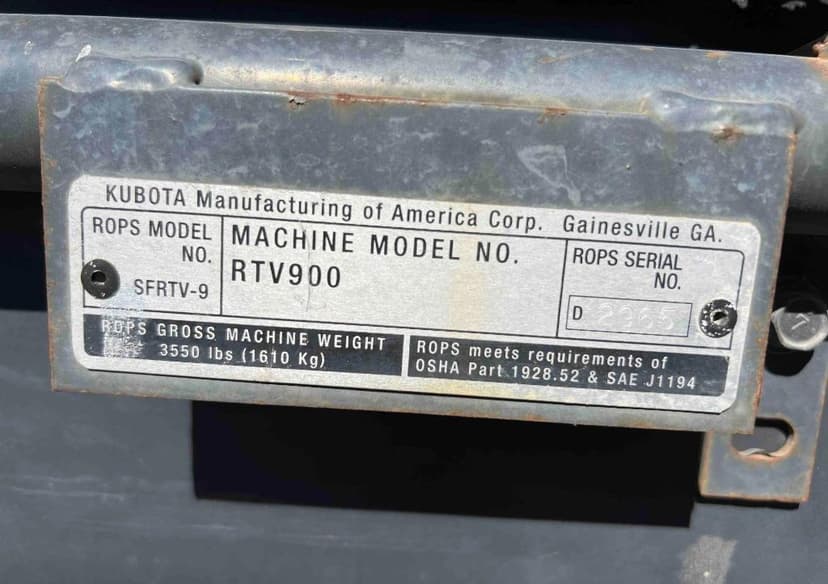 KUBOTA Manufacturing of America Corp. Gainesville GA.
ROPS MODEL
NO.
SFRTV-9
MACHINE MODEL NO.
RTV900
ROPS SERIAL
NO.
D 2965
ROPS GROSS MACHINE WEIGHT
3550 lbs (1610 Kg)
ROPS meets requirements of
OSHA Part 1928.52 & SAE J1194